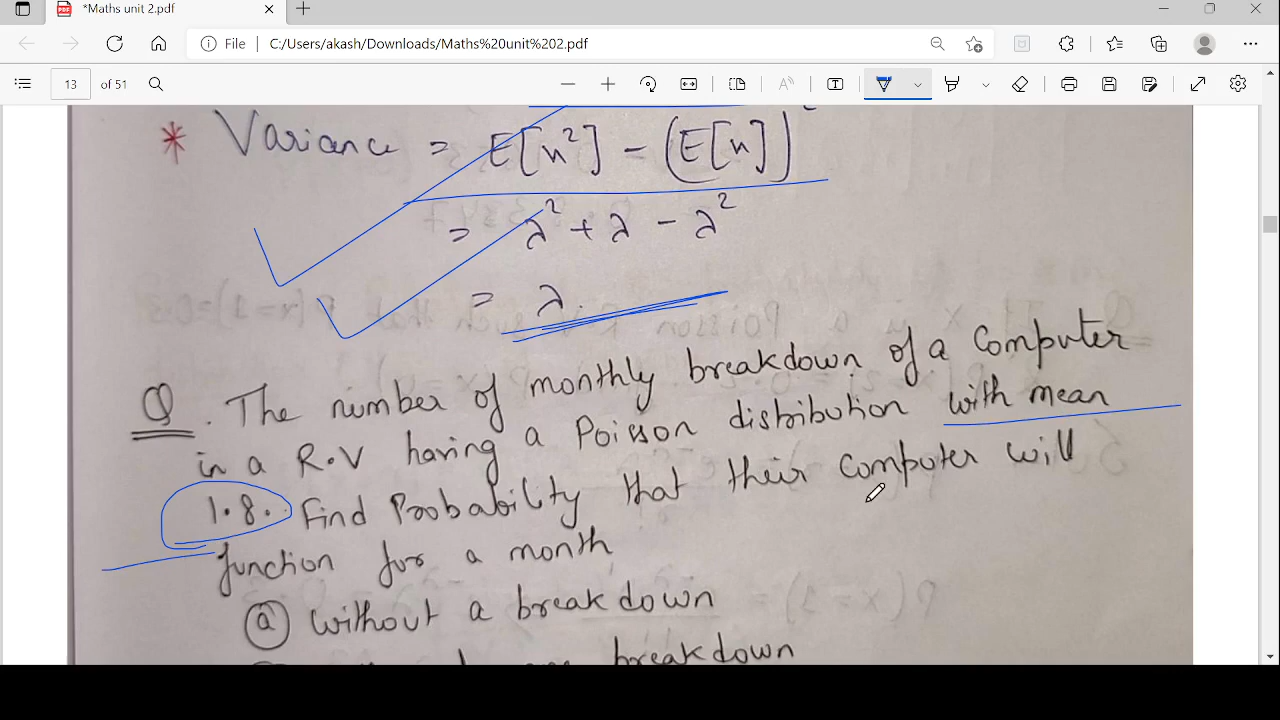 *Maths unit 2.pdf
File | C:/Users/akash/Downloads/Maths%20unit%202.pdf
13 of 51
* Variance = E[n²] - (E[n])²
= λ² + λ - λ²
= λ.
Q. The number of monthly breakdown of a Computer
is a R.V having a Poisson distribution with mean
1.8. Find Probability that their Computer will
function for a month
(a) without a breakdown
breakdown